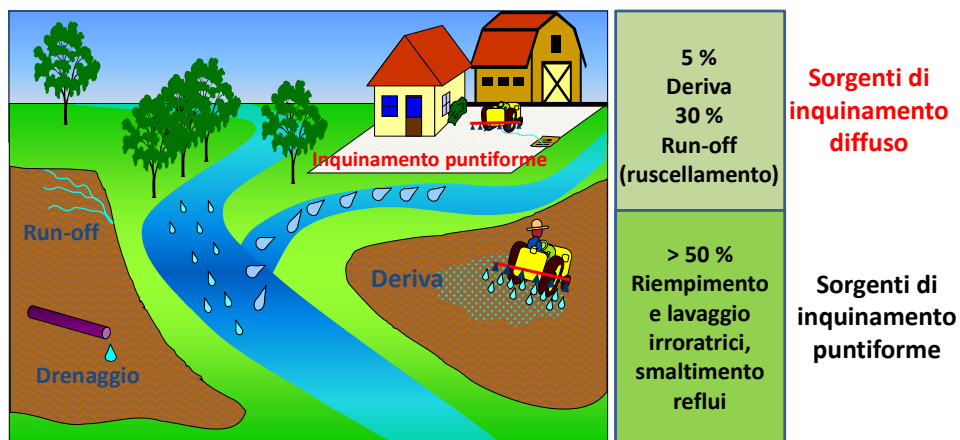 Inquinamento puntiforme
Run-off
Deriva
Drenaggio
5 %
Deriva
30 %
Run-off
(ruscellamento)
Sorgenti di
inquinamento
diffuso
> 50 %
Riempimento
e lavaggio
irroratrici,
smaltimento
reflui
Sorgenti di
inquinamento
puntiforme